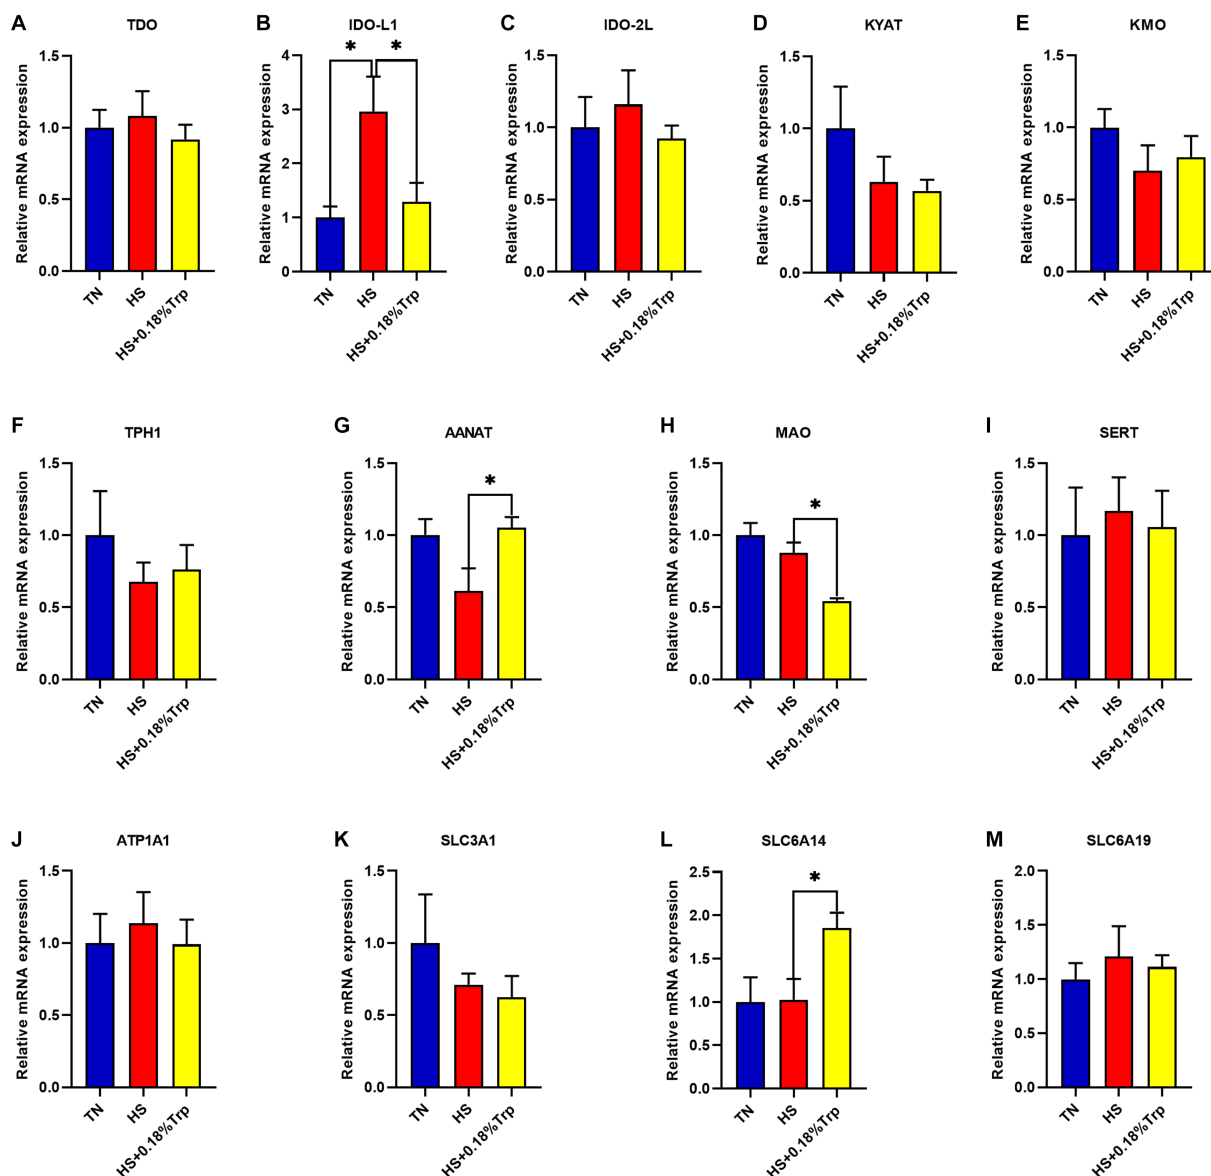 A
TDO
Relative mRNA expression
1.5
1.0
0.5
0.0
TN
HS
HS+0.18%Trp
B
IDO-L1
Relative mRNA expression
4
3
2
1
0
*
*
TN
HS
HS+0.18%Trp
C
IDO-2L
Relative mRNA expression
1.5
1.0
0.5
0.0
TN
HS
HS+0.18%Trp
D
KYAT
Relative mRNA expression
1.5
1.0
0.5
0.0
TN
HS
HS+0.18%Trp
E
KMO
Relative mRNA expression
1.5
1.0
0.5
0.0
TN
HS
HS+0.18%Trp
F
TPH1
Relative mRNA expression
1.5
1.0
0.5
0.0
TN
HS
HS+0.18%Trp
G
AANAT
Relative mRNA expression
1.5
1.0
0.5
0.0
*
TN
HS
HS+0.18%Trp
H
MAO
Relative mRNA expression
1.5
1.0
0.5
0.0
*
TN
HS
HS+0.18%Trp
I
SERT
Relative mRNA expression
1.5
1.0
0.5
0.0
TN
HS
HS+0.18%Trp
J
ATP1A1
Relative mRNA expression
1.5
1.0
0.5
0.0
TN
HS
HS+0.18%Trp
K
SLC3A1
Relative mRNA expression
1.5
1.0
0.5
0.0
TN
HS
HS+0.18%Trp
L
SLC6A14
Relative mRNA expression
2.5
2.0
1.5
1.0
0.5
0.0
*
TN
HS
HS+0.18%Trp
M
SLC6A19
Relative mRNA expression
2.0
1.5
1.0
0.5
0.0
TN
HS
HS+0.18%Trp